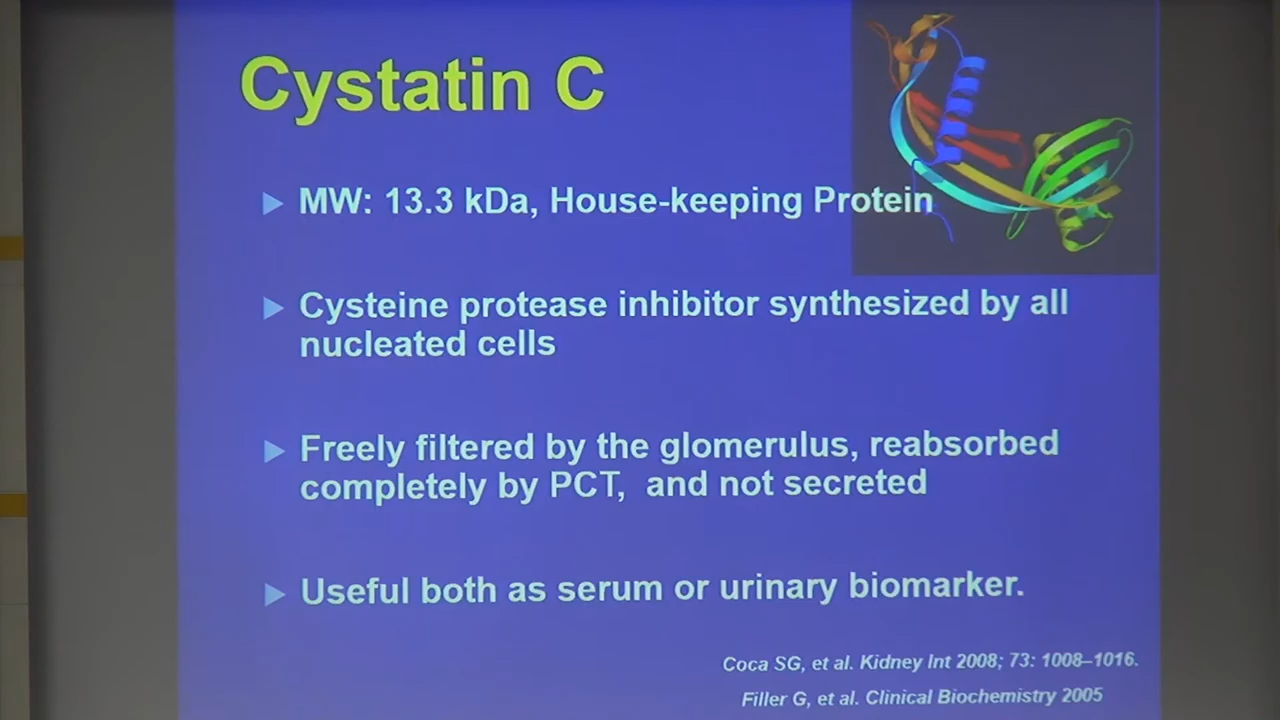 Cystatin C
MW: 13.3 kDa, House-keeping Protein
Cysteine protease inhibitor synthesized by all
nucleated cells
Freely filtered by the glomerulus, reabsorbed
completely by PCT, and not secreted
Useful both as serum or urinary biomarker.
Coca SG, et al. Kidney Int 2008; 73: 1008–1016.
Filler G, et al. Clinical Biochemistry 2005